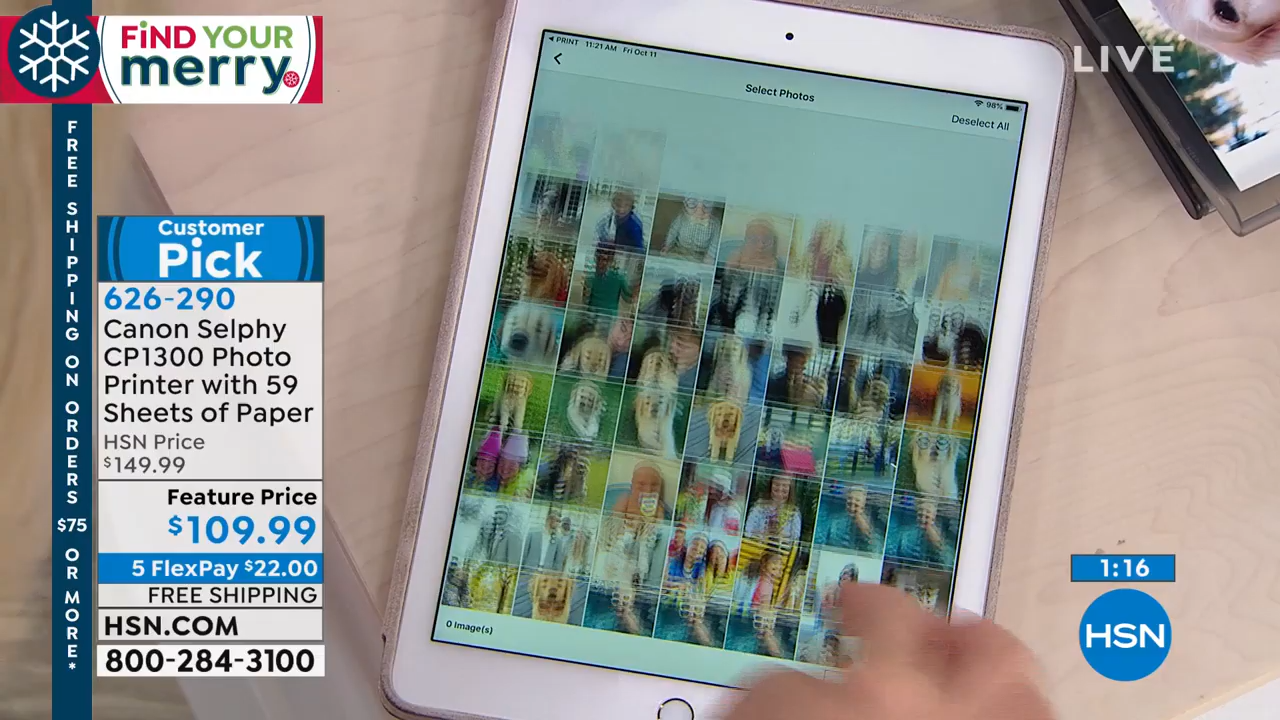 FiND YOUR
merry
FREE SHIPPING ON ORDERS $75 OR MORE*
Customer
Pick
626-290
Canon Selphy
CP1300 Photo
Printer with 59
Sheets of Paper
HSN Price
$149.99
Feature Price
$109.99
5 FlexPay $22.00
FREE SHIPPING
HSN.COM
800-284-3100
PRINT 11:21 AM Fri Oct 11
98%
Select Photos
Deselect All
0 Image(s)
LIVE
1:16
HSN